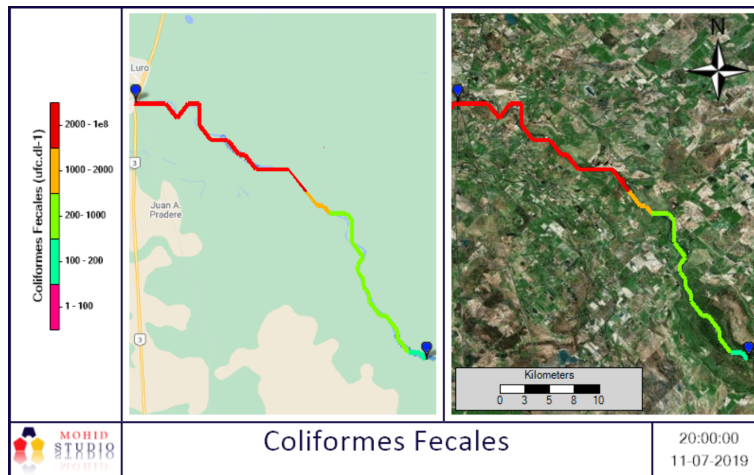 Coliformes Fecales (ufc.dl-1)
2000 - 1e8
1000 - 2000
200 - 1000
100 - 200
1 - 100
Luro
3
Juan A.
Pradere
3
N
Kilometers
0 3 5 8 10
MOHID
STUDIO
Coliformes Fecales
20:00:00
11-07-2019